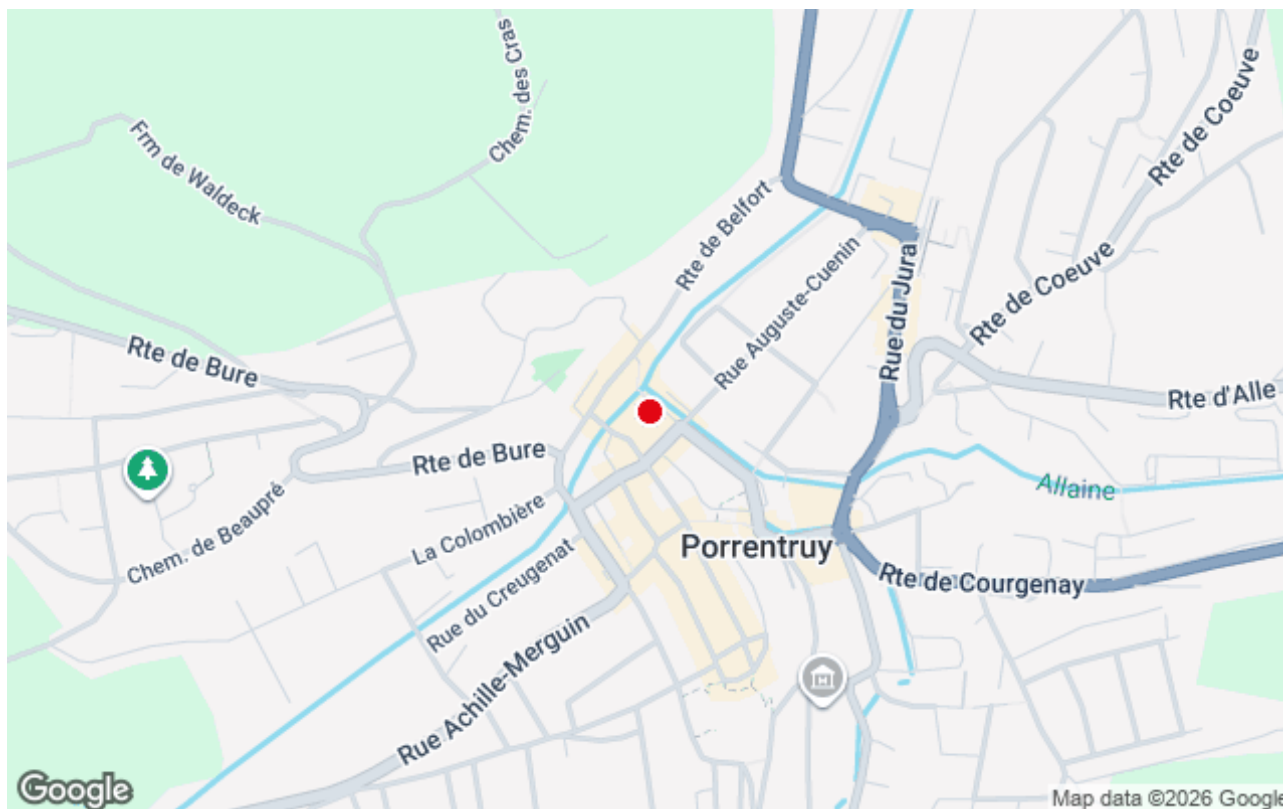 Chem. des Cras
Frm de Waldeck
Rte de Coeuve
Rte de Belfort
Rue Auguste-Cuenin
Rue du Jura
Rte de Coeuve
Rte de Bure
Rte d'Alle
Rte de Bure
Allaine
Chem. de Beaupré
La Colombière
Porrentruy
Rue du Creugenat
Rte de Courgenay
Rue Achille-Merguin
Google
Map data ©2026 Google